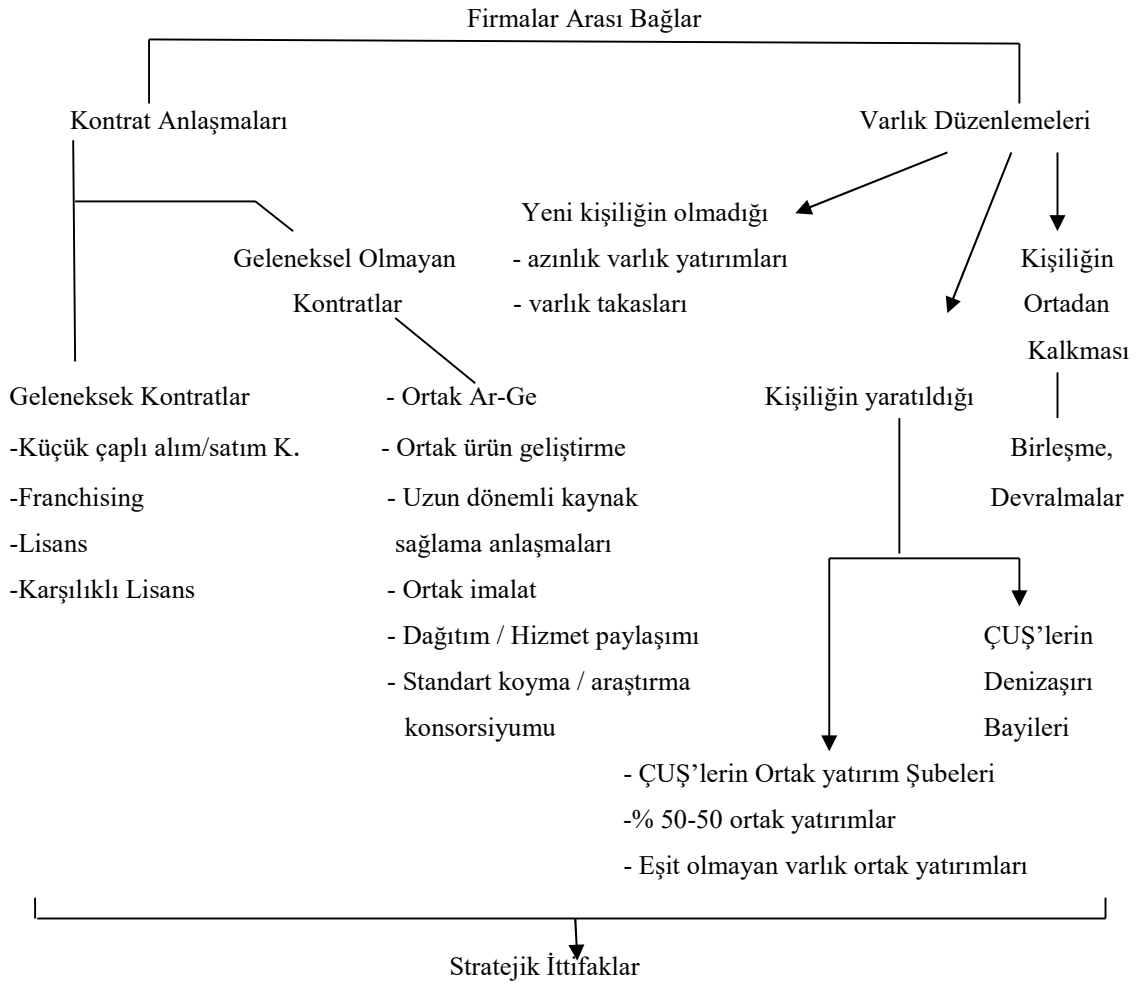 Firmalar Arası Bağlar
Kontrat Anlaşmaları
Varlık Düzenlemeleri
Yeni kişiliğin olmadığı
- azınlık varlık yatırımları
- varlık takasları
Geleneksel Olmayan
Kontratlar
Kişiliğin
Ortadan
Kalkması
Geleneksek Kontratlar
-Küçük çaplı alım/satım K.
-Franchising
-Lisans
-Karşılıklı Lisans
- Ortak Ar-Ge
- Ortak ürün geliştirme
- Uzun dönemli kaynak
sağlama anlaşmaları
- Ortak imalat
- Dağıtım / Hizmet paylaşımı
- Standart koyma / araştırma
konsorsiyumu
Kişiliğin yaratıldığı
Birleşme,
Devralmalar
ÇUŞ’lerin
Denizaşırı
Bayileri
- ÇUŞ’lerin Ortak yatırım Şubeleri
-% 50-50 ortak yatırımlar
- Eşit olmayan varlık ortak yatırımları
Stratejik İttifaklar